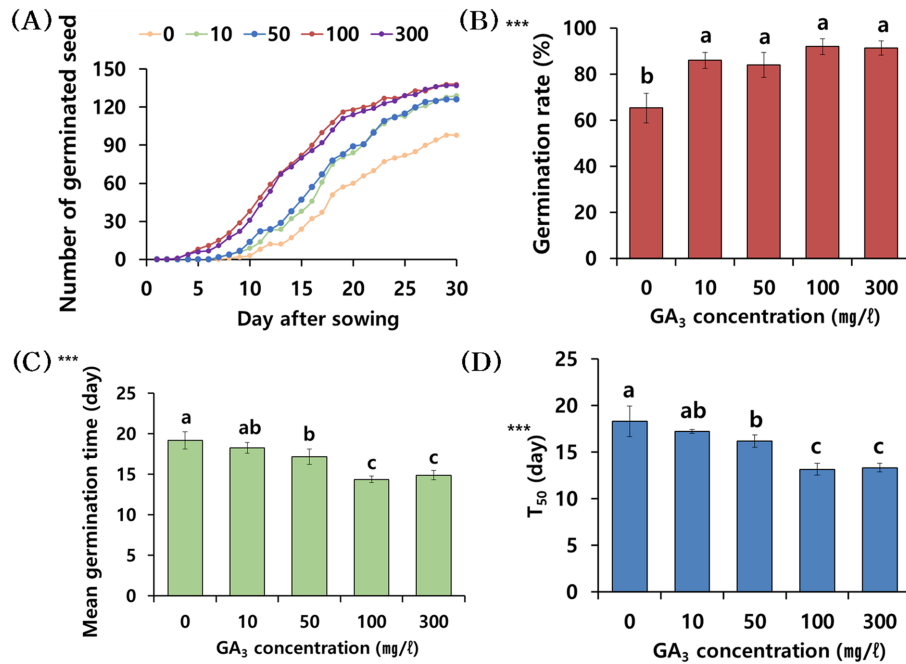 (A)
0 10 50 100 300
Number of germinated seed
150
120
90
60
30
0
0 5 10 15 20 25 30
Day after sowing
(B) ***
Germination rate (%)
100
80
60
40
20
0
b a a a a
0 10 50 100 300
GA₃ concentration (㎎/ℓ)
(C) ***
Mean germination time (day)
25
20
15
10
5
0
a ab b c c
0 10 50 100 300
GA₃ concentration (㎎/ℓ)
(D)
***
T₅₀ (day)
25
20
15
10
5
0
a ab b c c
0 10 50 100 300
GA₃ concentration (㎎/ℓ)